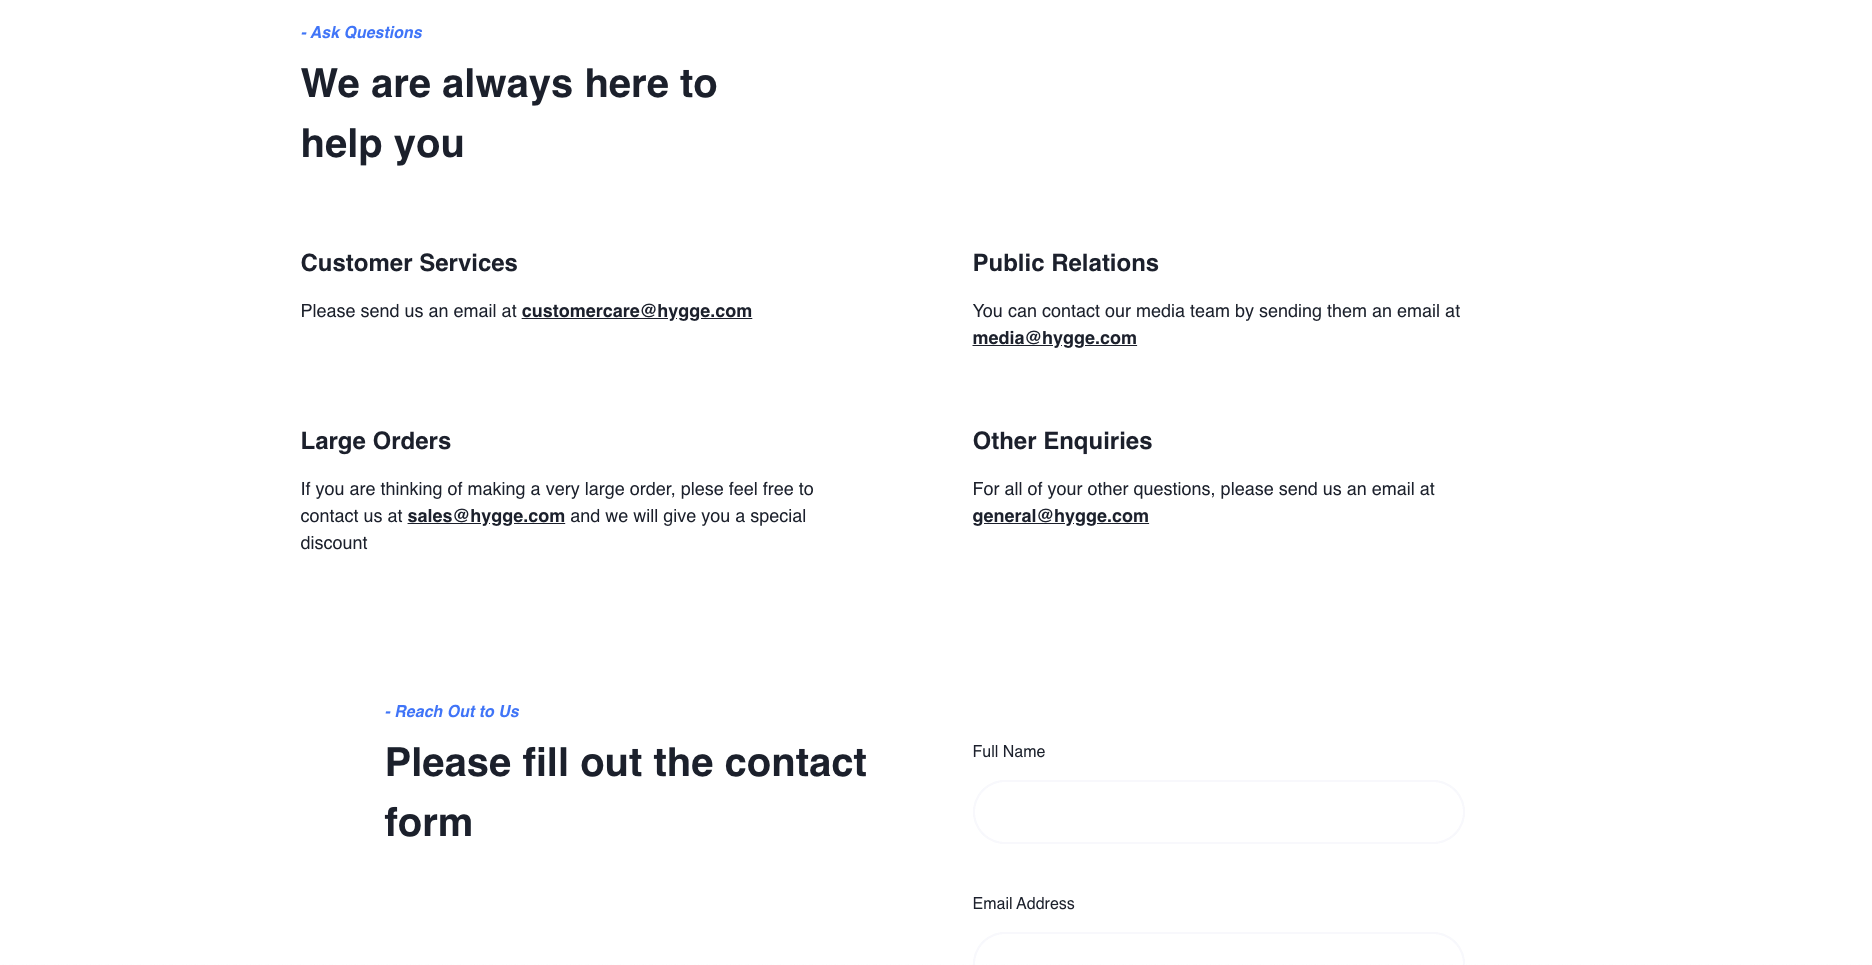 - Ask Questions
We are always here to
help you
Customer Services
Please send us an email at customercare@hygge.com
Public Relations
You can contact our media team by sending them an email at
media@hygge.com
Large Orders
If you are thinking of making a very large order, plese feel free to
contact us at sales@hygge.com and we will give you a special
discount
Other Enquiries
For all of your other questions, please send us an email at
general@hygge.com
- Reach Out to Us
Please fill out the contact
form
Full Name
Email Address